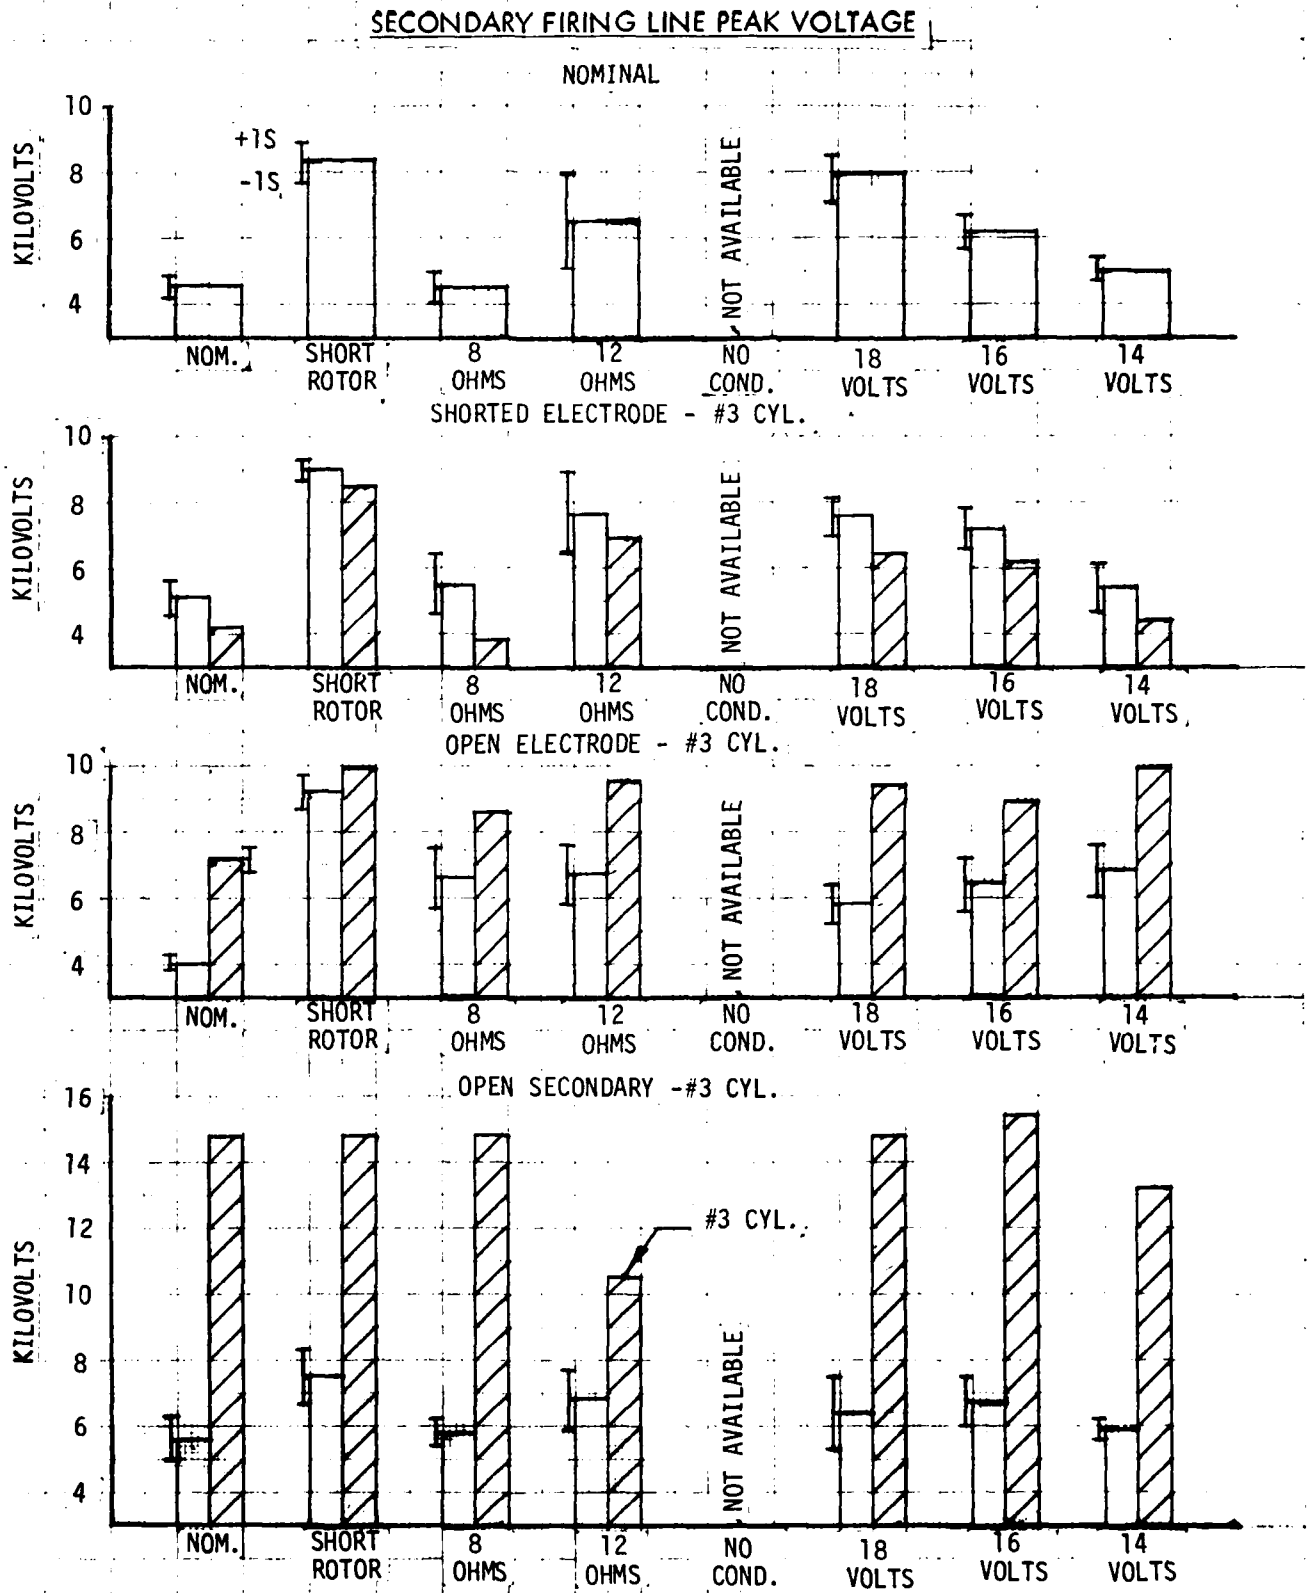 SECONDARY FIRING LINE PEAK VOLTAGE
NOMINAL
KILOVOLTS
10
8
6
4
+1S
-1S
NOT AVAILABLE
NOM. SHORT 8 12 NO 18 16 14
ROTOR OHMS OHMS COND. VOLTS VOLTS VOLTS
SHORTED ELECTRODE - #3 CYL.
KILOVOLTS
10
8
6
4
NOT AVAILABLE
NOM. SHORT 8 12 NO 18 16 14
ROTOR OHMS OHMS COND. VOLTS VOLTS VOLTS
OPEN ELECTRODE - #3 CYL.
KILOVOLTS
10
8
6
4
NOT AVAILABLE
NOM. SHORT 8 12 NO 18 16 14
ROTOR OHMS OHMS COND. VOLTS VOLTS VOLTS
OPEN SECONDARY -#3 CYL.
KILOVOLTS
16
14
12
10
8
6
4
#3 CYL.
NOT AVAILABLE
NOM. SHORT 8 12 NO 18 16 14
ROTOR OHMS OHMS COND. VOLTS VOLTS VOLTS